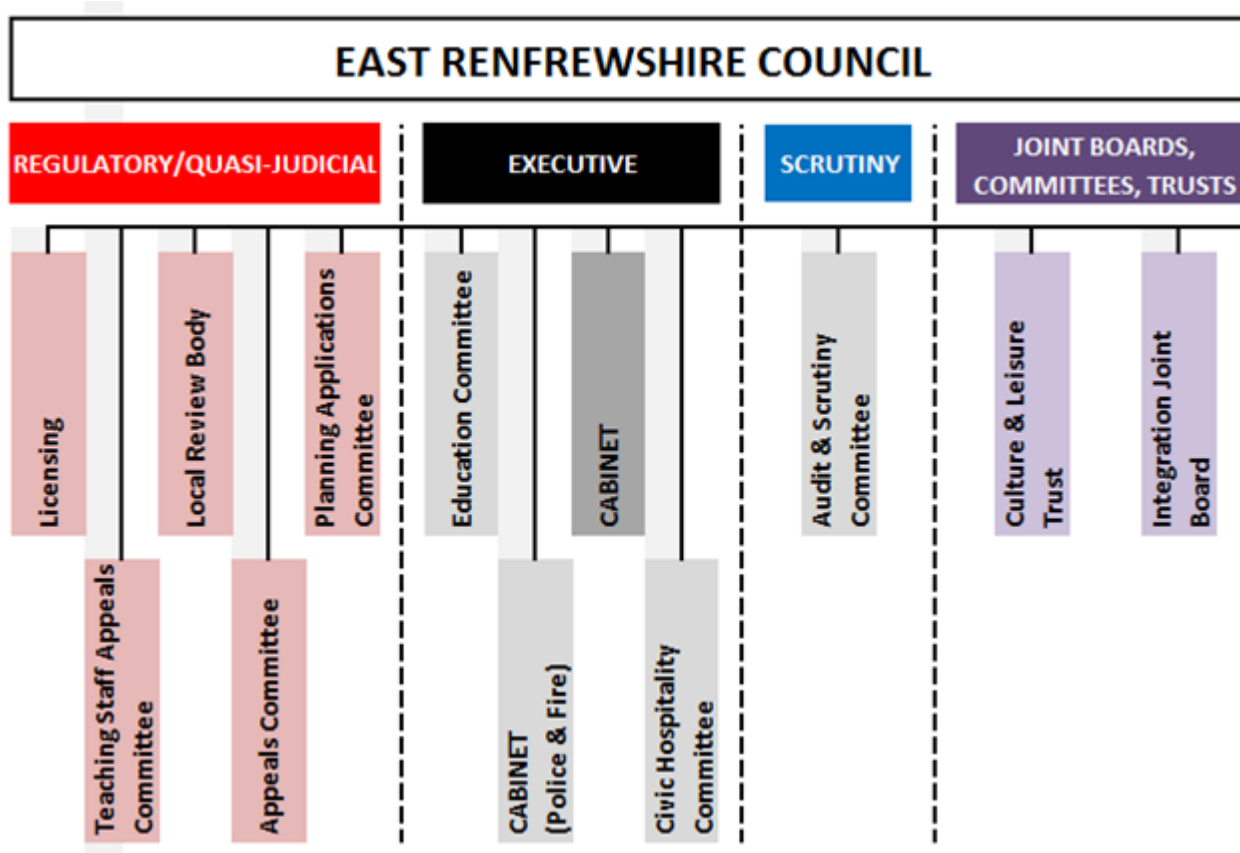 EAST RENFREWSHIRE COUNCIL
REGULATORY/QUASI-JUDICIAL
EXECUTIVE
SCRUTINY
JOINT BOARDS,
COMMITTEES, TRUSTS
Licensing
Teaching Staff Appeals
Committee
Local Review Body
Appeals Committee
Planning Applications
Committee
Education Committee
CABINET
(Police & Fire)
CABINET
Civic Hospitality
Committee
Audit & Scrutiny
Committee
Culture & Leisure
Trust
Integration Joint
Board